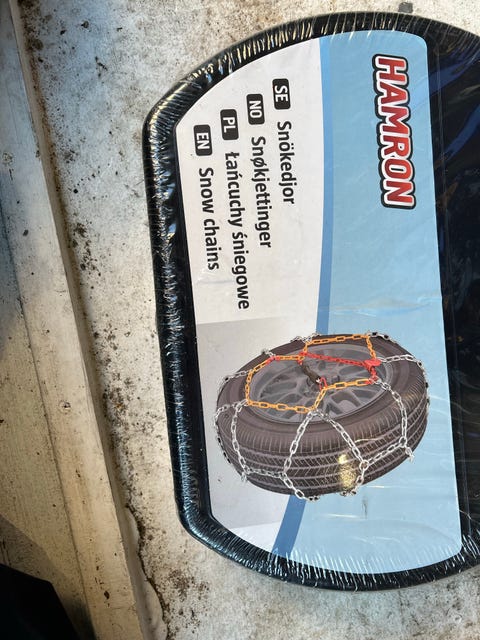 HAMRON
SE Snökedjor
NO Snøkjettinger
PL Łańcuchy śniegowe
EN Snow chains